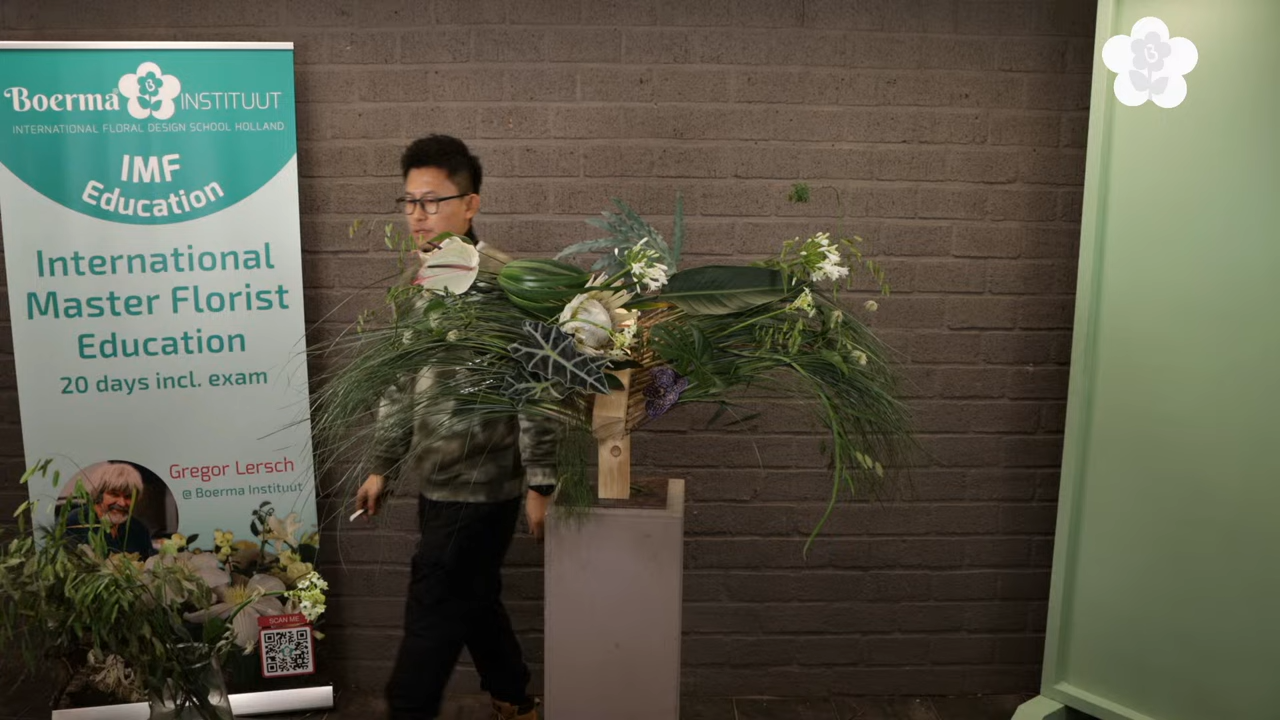 Boerma INSTITUUT
INTERNATIONAL FLORAL DESIGN SCHOOL HOLLAND
IMF
Education
International
Master Florist
Education
20 days incl. exam
Gregor Lersch
@ Boerma Instituut
SCAN ME